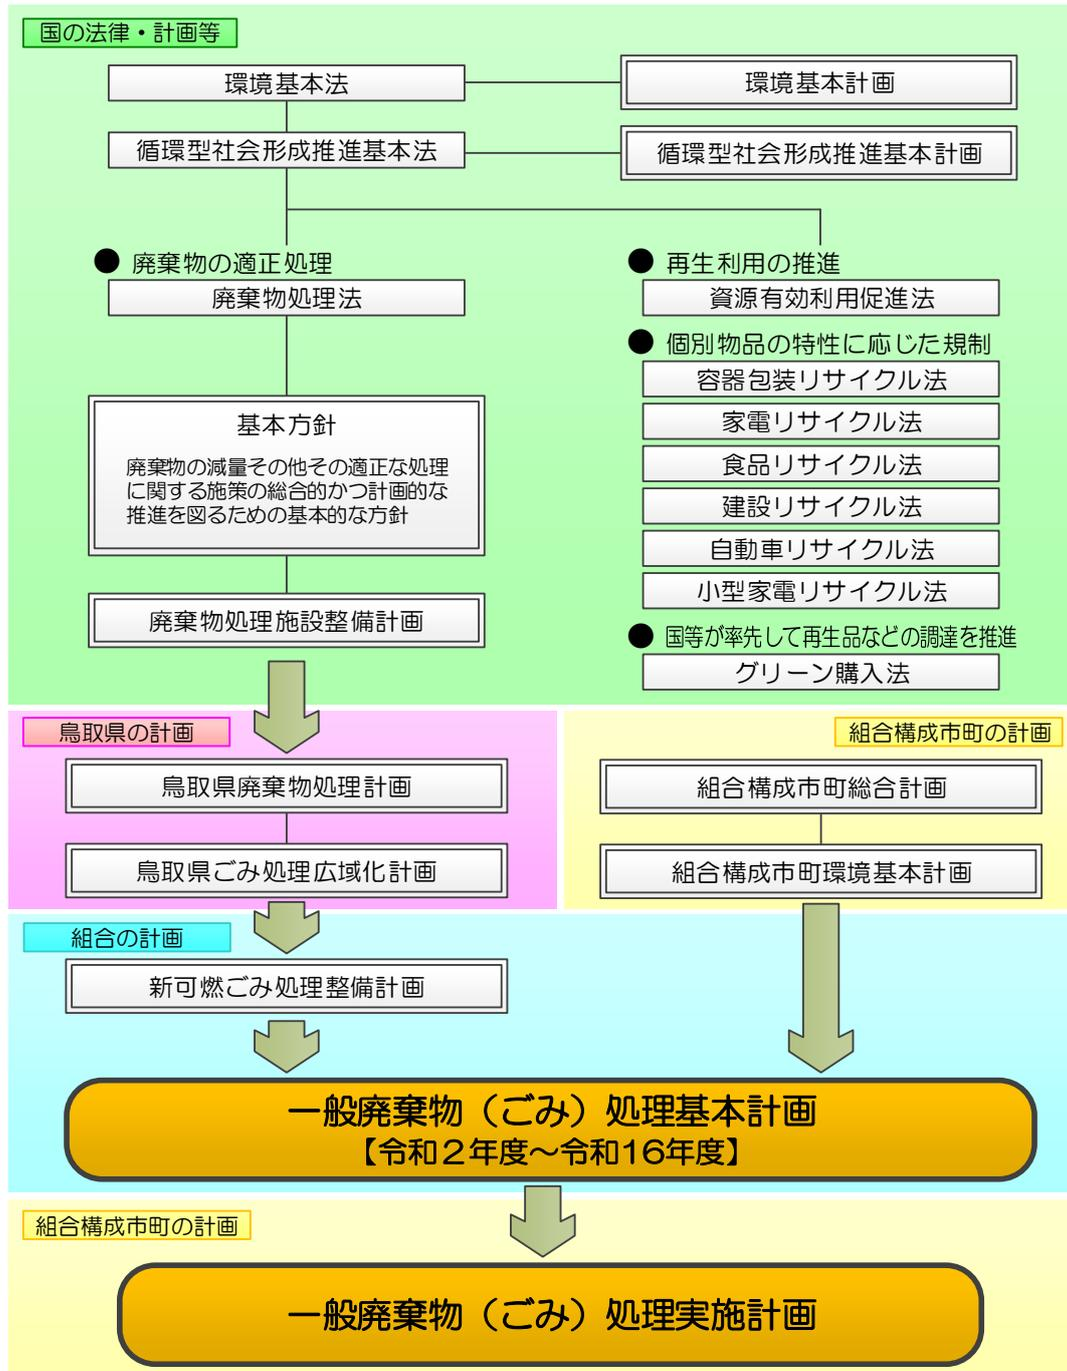 国の法律・計画等
環境基本法
環境基本計画
循環型社会形成推進基本法
循環型社会形成推進基本計画
● 廃棄物の適正処理
廃棄物処理法
基本方針
廃棄物の減量その他その適正な処理
に関する施策の総合的かつ計画的な
推進を図るための基本的な方針
廃棄物処理施設整備計画
● 再生利用の推進
資源有効利用促進法
● 個別物品の特性に応じた規制
容器包装リサイクル法
家電リサイクル法
食品リサイクル法
建設リサイクル法
自動車リサイクル法
小型家電リサイクル法
● 国等が率先して再生品などの調達を推進
グリーン購入法
鳥取県の計画
鳥取県廃棄物処理計画
鳥取県ごみ処理広域化計画
組合構成市町の計画
組合構成市町総合計画
組合構成市町環境基本計画
組合の計画
新可燃ごみ処理整備計画
一般廃棄物（ごみ）処理基本計画
【令和２年度～令和16年度】
組合構成市町の計画
一般廃棄物（ごみ）処理実施計画